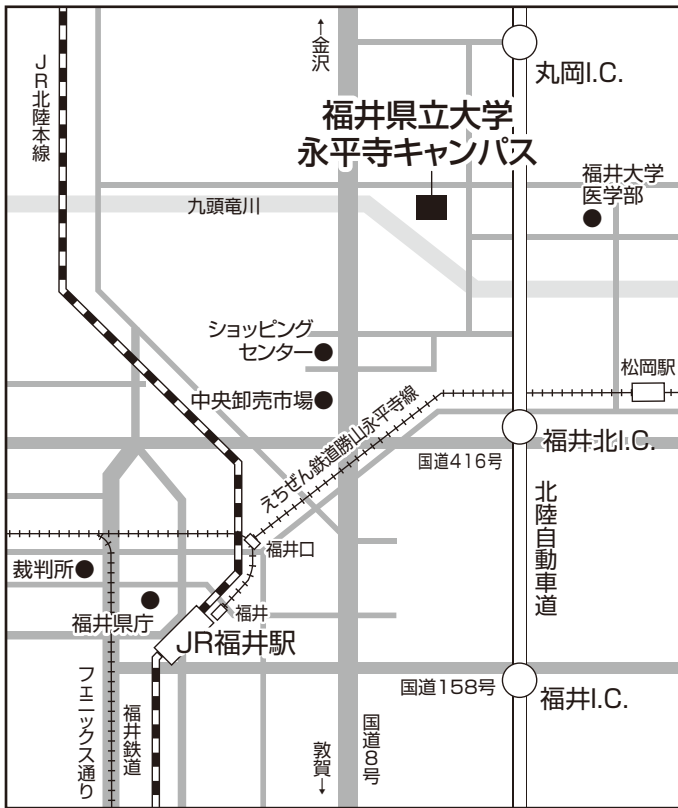 ←金沢
JR北陸本線
丸岡I.C.
福井県立大学
永平寺キャンパス
福井大学
医学部
九頭竜川
ショッピング
センター
松岡駅
中央卸売市場
えちぜん鉄道勝山永平寺線
福井北I.C.
国道416号
北陸自動車道
福井口
裁判所
福井県庁
福井
JR福井駅
国道158号
福井I.C.
フェニックス通り
福井鉄道
国道8号
敦賀→